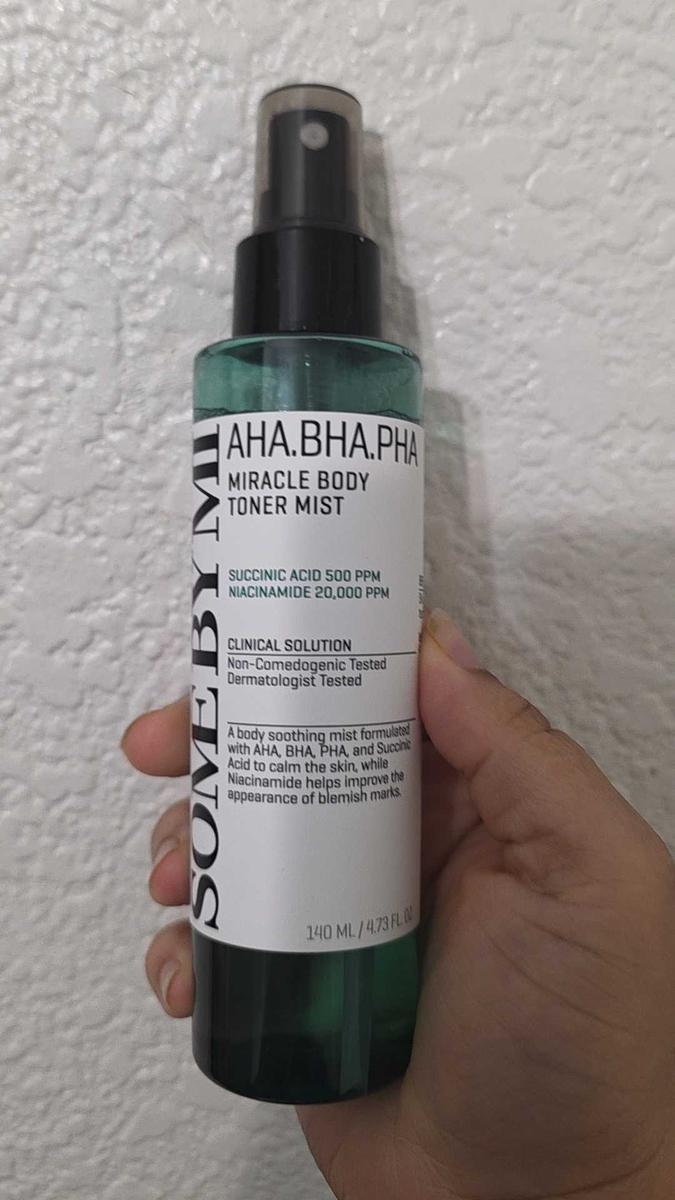 SOME BY MI
AHA.BHA.PHA
MIRACLE BODY
TONER MIST
SUCCINIC ACID 500 PPM
NIACINAMIDE 20,000 PPM
CLINICAL SOLUTION
Non-Comedogenic Tested
Dermatologist Tested
A body soothing mist formulated
with AHA, BHA, PHA, and Succinic
Acid to calm the skin, while
Niacinamide helps improve the
appearance of blemish marks.
140 ML / 4.73 FL. OZ